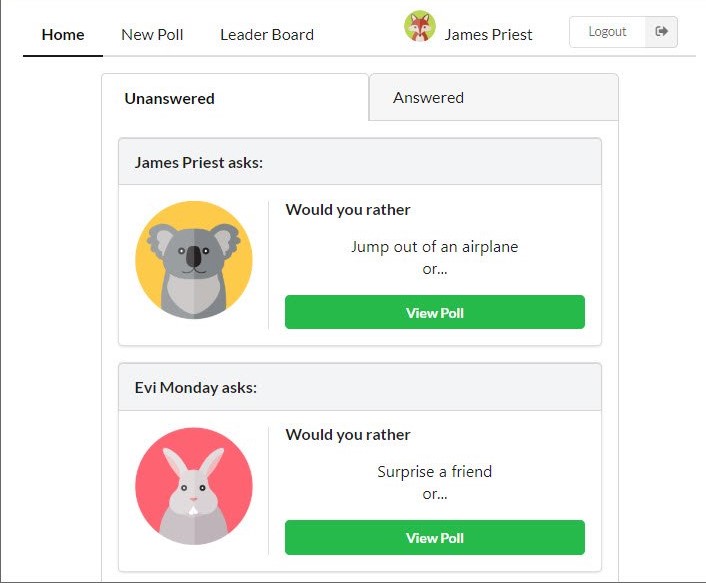 Home New Poll Leader Board James Priest Logout
Unanswered Answered
James Priest asks:
Would you rather
Jump out of an airplane
or...
View Poll
Evi Monday asks:
Would you rather
Surprise a friend
or...
View Poll